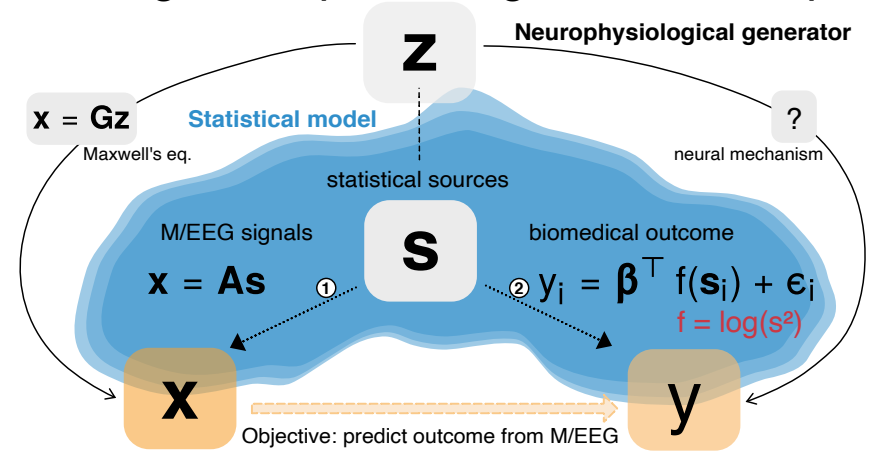 Neurophysiological generator
z
x = Gz
Maxwell's eq.
Statistical model
?
neural mechanism
statistical sources
s
M/EEG signals
x = As
①
biomedical outcome
② yᵢ = β⊤ f(sᵢ) + ϵᵢ
f = log(s²)
x
y
Objective: predict outcome from M/EEG